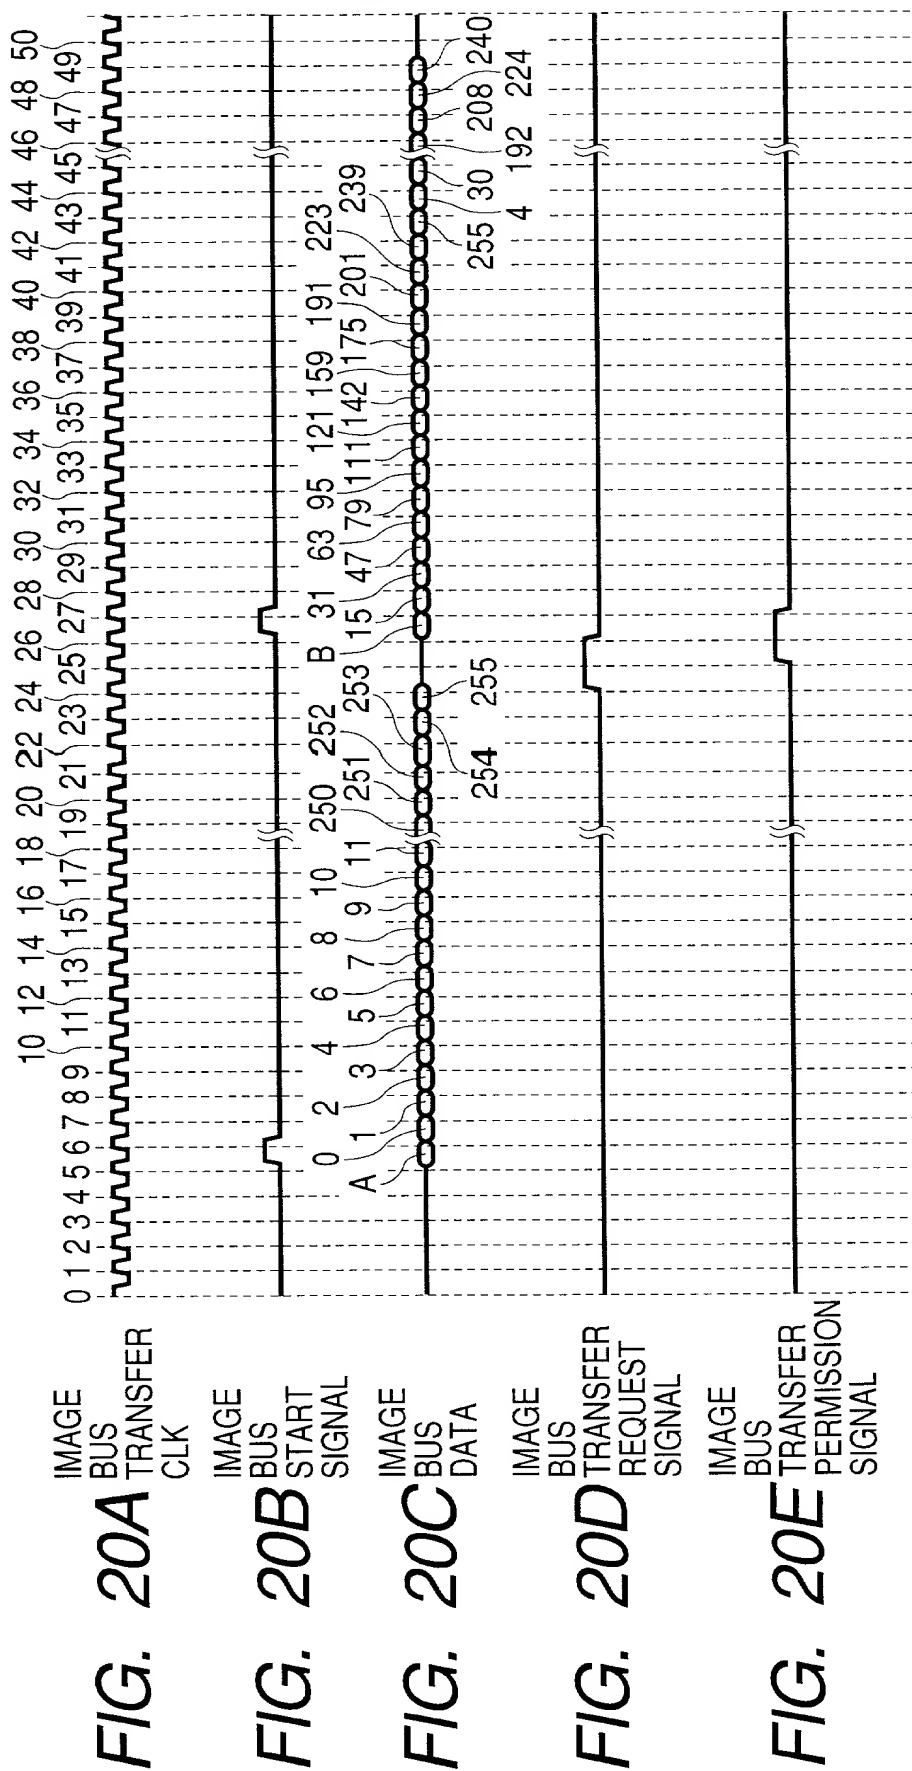 FIG. 20A
IMAGE
BUS
TRANSFER
CLK
0 1 2 3 4 5 6 7 8 9 10 11 12 13 14 15 16 17 18 19 20 21 22 23 24 25 26 27 28 29 30 31 32 33 34 35 36 37 38 39 40 41 42 43 44 45 46 47 48 49 50
FIG. 20B
IMAGE
BUS
START
SIGNAL
FIG. 20C
IMAGE
BUS
DATA
A 0 1 2 3 4 5 6 7 8 9 10 11 250 251 252 253 254 255 B 15 31 47 63 79 95 111 121 142 159 175 191 201 223 239 255 4 30 192 208 224 240
FIG. 20D
IMAGE
BUS
TRANSFER
REQUEST
SIGNAL
FIG. 20E
IMAGE
BUS
TRANSFER
PERMISSION
SIGNAL